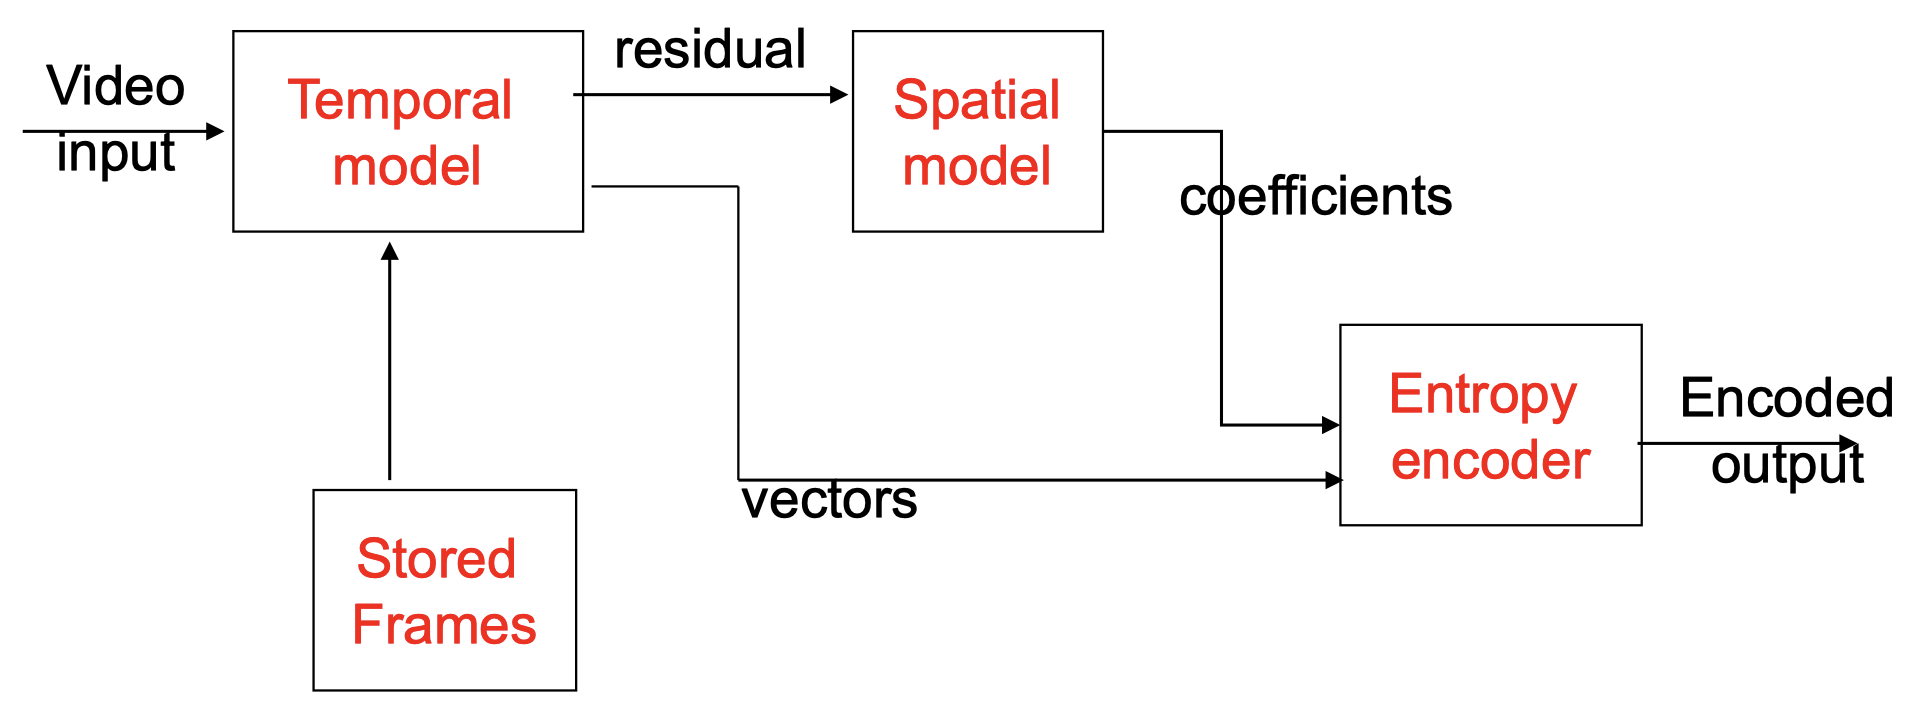 Video
input
Temporal
model
residual
Spatial
model
coefficients
Entropy
encoder
Encoded
output
vectors
Stored
Frames